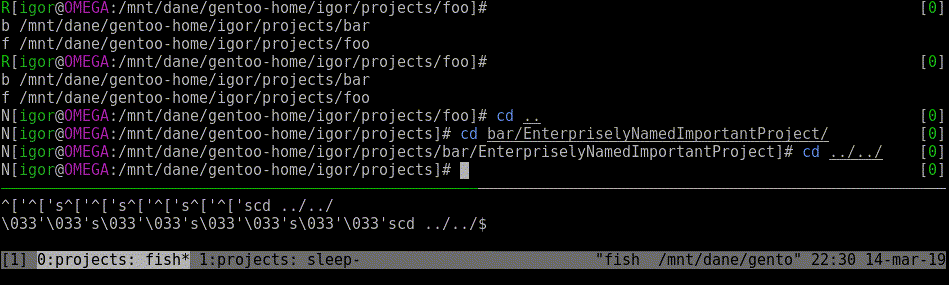 R[igor@OMEGA:/mnt/dane/gentoo-home/igor/projects/foo]# [0]
b /mnt/dane/gentoo-home/igor/projects/bar
f /mnt/dane/gentoo-home/igor/projects/foo
R[igor@OMEGA:/mnt/dane/gentoo-home/igor/projects/foo]# [0]
b /mnt/dane/gentoo-home/igor/projects/bar
f /mnt/dane/gentoo-home/igor/projects/foo
N[igor@OMEGA:/mnt/dane/gentoo-home/igor/projects/foo]# cd .. [0]
N[igor@OMEGA:/mnt/dane/gentoo-home/igor/projects]# cd bar/EnterpriselyNamedImportantProject/ [0]
N[igor@OMEGA:/mnt/dane/gentoo-home/igor/projects/bar/EnterpriselyNamedImportantProject]# cd ../../ [0]
N[igor@OMEGA:/mnt/dane/gentoo-home/igor/projects]# [0]
^['^['s^['^['s^['^['s^['^['scd ../../
\033'\033's\033'\033's\033'\033's\033'\033'scd ../../$
[1] 0:projects: fish* 1:projects: sleep- "fish  /mnt/dane/gento" 22:30 14-mar-19